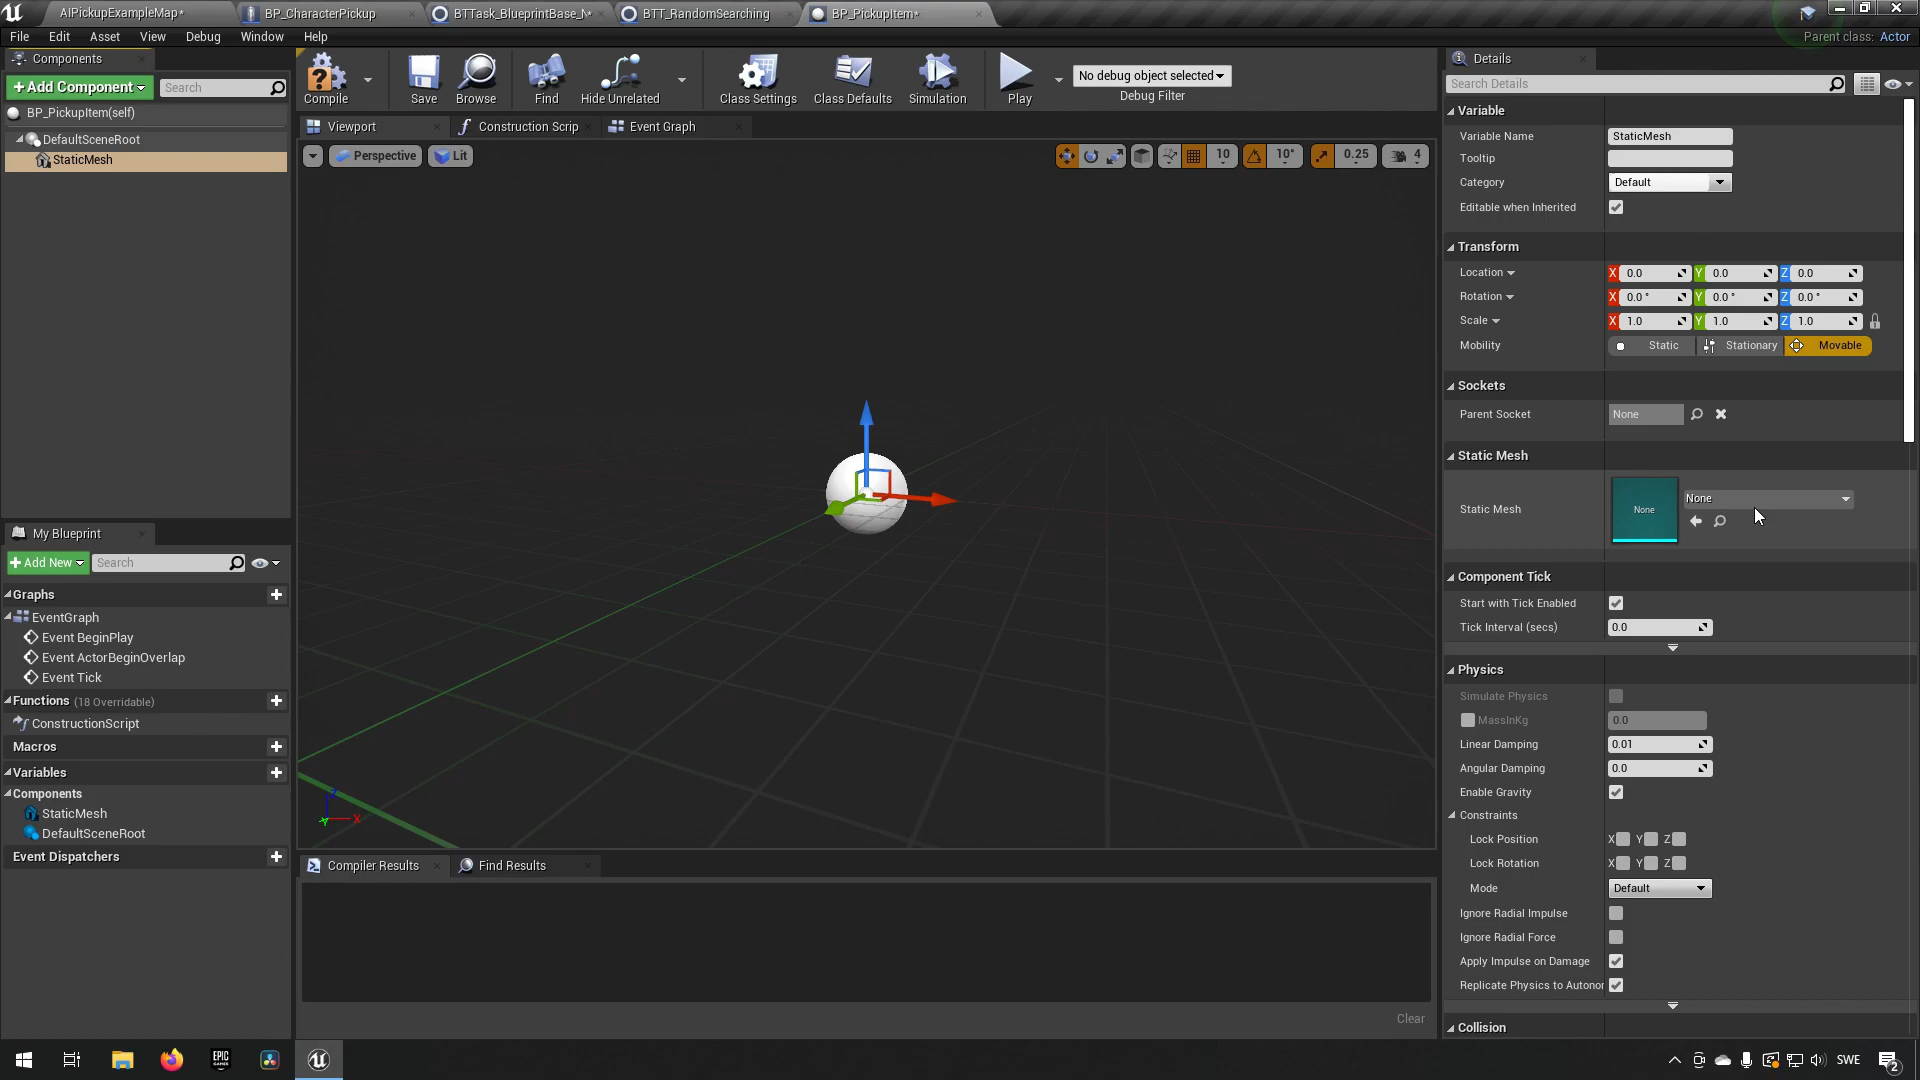 AIPickupExampleMap*
BP_CharacterPickup
BTTask_BlueprintBase_N*
BTT_RandomSearching
BP_PickupItem*
File Edit Asset View Debug Window Help
Parent class: Actor
Components
+Add Component
Search
BP_PickupItem(self)
DefaultSceneRoot
StaticMesh
Compile
Save
Browse
Find
Hide Unrelated
Class Settings
Class Defaults
Simulation
Play
No debug object selected
Debug Filter
Viewport
Construction Scrip
Event Graph
Perspective
Lit
10
10°
0.25
4
X
Z
Y
My Blueprint
+Add New
Search
Graphs
EventGraph
Event BeginPlay
Event ActorBeginOverlap
Event Tick
Functions (18 Overridable)
ConstructionScript
Macros
Variables
Components
StaticMesh
DefaultSceneRoot
Event Dispatchers
Compiler Results
Find Results
Clear
Details
Search Details
Variable
Variable Name StaticMesh
Tooltip
Category Default
Editable when Inherited
Transform
Location X 0.0 Y 0.0 Z 0.0
Rotation X 0.0 ° Y 0.0 ° Z 0.0 °
Scale X 1.0 Y 1.0 Z 1.0
Mobility Static Stationary Movable
Sockets
Parent Socket None
Static Mesh
Static Mesh None None
Component Tick
Start with Tick Enabled
Tick Interval (secs) 0.0
Physics
Simulate Physics
MassInKg 0.0
Linear Damping 0.01
Angular Damping 0.0
Enable Gravity
Constraints
Lock Position X Y Z
Lock Rotation X Y Z
Mode Default
Ignore Radial Impulse
Ignore Radial Force
Apply Impulse on Damage
Replicate Physics to Autonor
Collision
EPIC GAMES
SWE
2